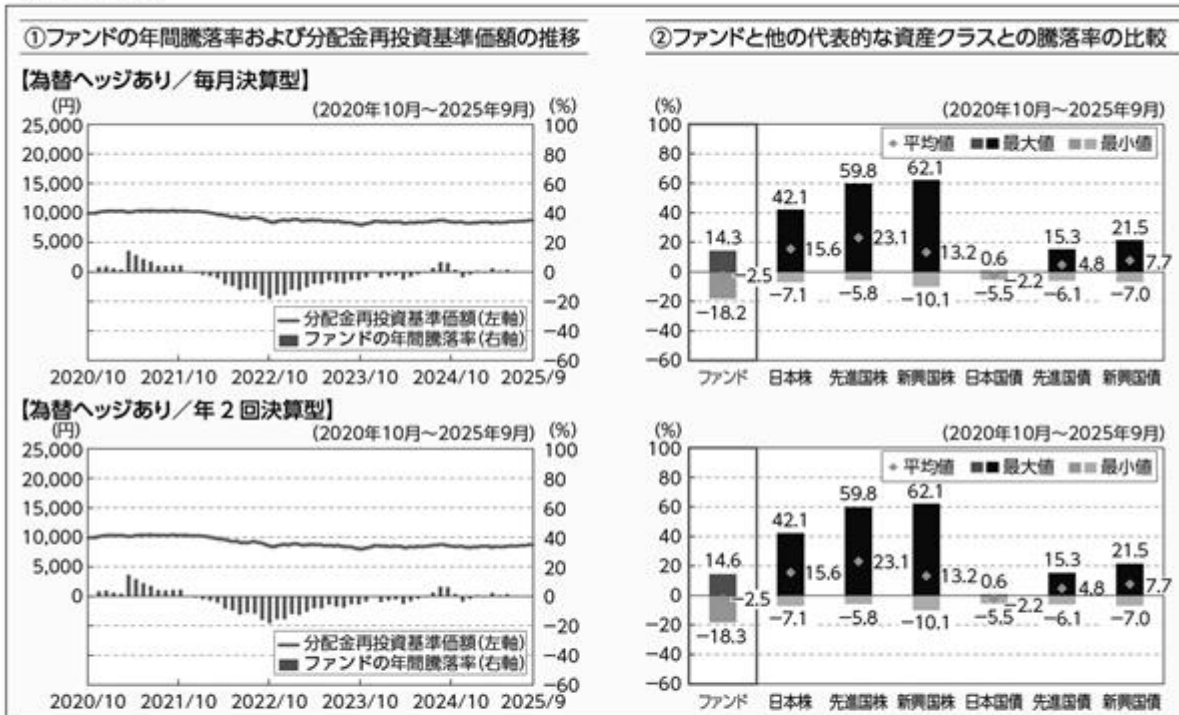 ①ファンドの年間騰落率および分配金再投資基準価額の推移
【為替ヘッジあり／毎月決算型】
(円)
(2020年10月～2025年9月)
(%)
25,000
20,000
15,000
10,000
5,000
0
100
80
60
40
20
0
−20
−40
−60
分配金再投資基準価額(左軸)
ファンドの年間騰落率(右軸)
2020/10 2021/10 2022/10 2023/10 2024/10 2025/9
【為替ヘッジあり／年2回決算型】
(円)
(2020年10月～2025年9月)
(%)
25,000
20,000
15,000
10,000
5,000
0
100
80
60
40
20
0
−20
−40
−60
分配金再投資基準価額(左軸)
ファンドの年間騰落率(右軸)
2020/10 2021/10 2022/10 2023/10 2024/10 2025/9
②ファンドと他の代表的な資産クラスとの騰落率の比較
(%)
(2020年10月～2025年9月)
100
80
60
40
20
0
−20
−40
−60
平均値 最大値 最小値
14.3 42.1 59.8 62.1 0.6 15.3 21.5
−2.5 15.6 23.1 13.2 −2.2 4.8 7.7
−18.2 −7.1 −5.8 −10.1 −5.5 −6.1 −7.0
ファンド 日本株 先進国株 新興国株 日本国債 先進国債 新興国債
(%)
(2020年10月～2025年9月)
100
80
60
40
20
0
−20
−40
−60
平均値 最大値 最小値
14.6 42.1 59.8 62.1 0.6 15.3 21.5
−2.5 15.6 23.1 13.2 −2.2 4.8 7.7
−18.3 −7.1 −5.8 −10.1 −5.5 −6.1 −7.0
ファンド 日本株 先進国株 新興国株 日本国債 先進国債 新興国債